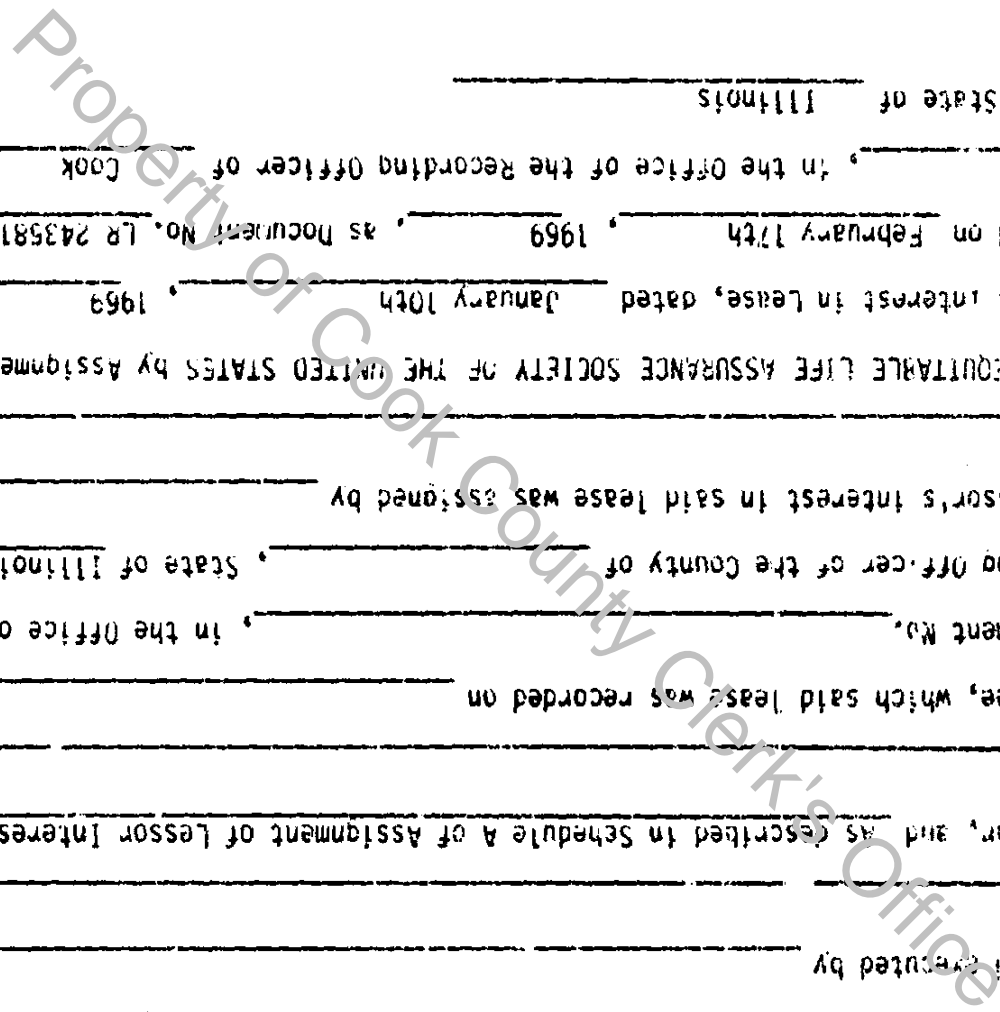 executed by
or, and as described in Schedule A of Assignment of Lessor Interes
ee, which said lease was recorded on
ment No. , in the Office o
ng Officer of the County of , State of Illinoi
ssor's interest in said lease was assigned by
EQUITABLE LIFE ASSURANCE SOCIETY OF THE UNITED STATES by Assignme
interest in Lease, dated January 10th , 1969
on February 17th , 1969 , as Document No. LR 243581
, in the Office of the Recording Officer of Cook
State of Illinois
Property of Cook County Clerk's Office